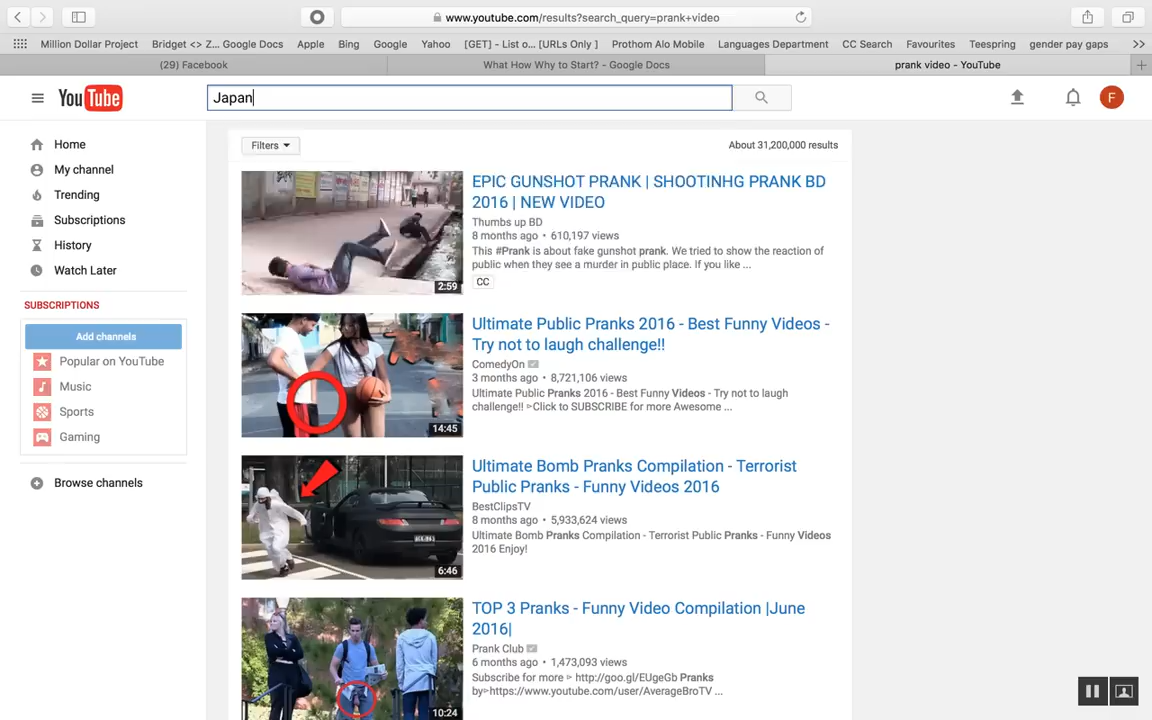 www.youtube.com/results?search_query=prank+video
Million Dollar Project Bridget <> Z... Google Docs Apple Bing Google Yahoo [GET] - List o... [URLs Only ] Prothom Alo Mobile Languages Department CC Search Favourites Teespring gender pay gaps >>
(29) Facebook What How Why to Start? - Google Docs prank video - YouTube
YouTube
Japan
F
Home
My channel
Trending
Subscriptions
History
Watch Later
SUBSCRIPTIONS
Add channels
Popular on YouTube
Music
Sports
Gaming
Browse channels
Filters About 31,200,000 results
EPIC GUNSHOT PRANK | SHOOTINHG PRANK BD
2016 | NEW VIDEO
Thumbs up BD
8 months ago • 610,197 views
This #Prank is about fake gunshot prank. We tried to show the reaction of
public when they see a murder in public place. If you like ...
CC
2:59
Ultimate Public Pranks 2016 - Best Funny Videos -
Try not to laugh challenge!!
ComedyOn
3 months ago • 8,721,106 views
Ultimate Public Pranks 2016 - Best Funny Videos - Try not to laugh
challenge!! ▹Click to SUBSCRIBE for more Awesome ...
14:45
Ultimate Bomb Pranks Compilation - Terrorist
Public Pranks - Funny Videos 2016
BestClipsTV
8 months ago • 5,933,624 views
Ultimate Bomb Pranks Compilation - Terrorist Public Pranks - Funny Videos
2016 Enjoy!
6:46
TOP 3 Pranks - Funny Video Compilation |June
2016|
Prank Club
6 months ago • 1,473,093 views
Subscribe for more ▹ http://goo.gl/EUgeGb Pranks
by▹https://www.youtube.com/user/AverageBroTV ...
10:24